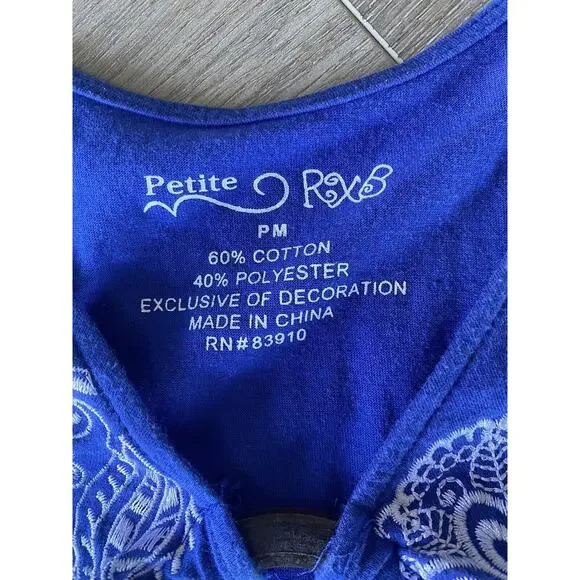 Petite RXB
PM
60% COTTON
40% POLYESTER
EXCLUSIVE OF DECORATION
MADE IN CHINA
RN#83910